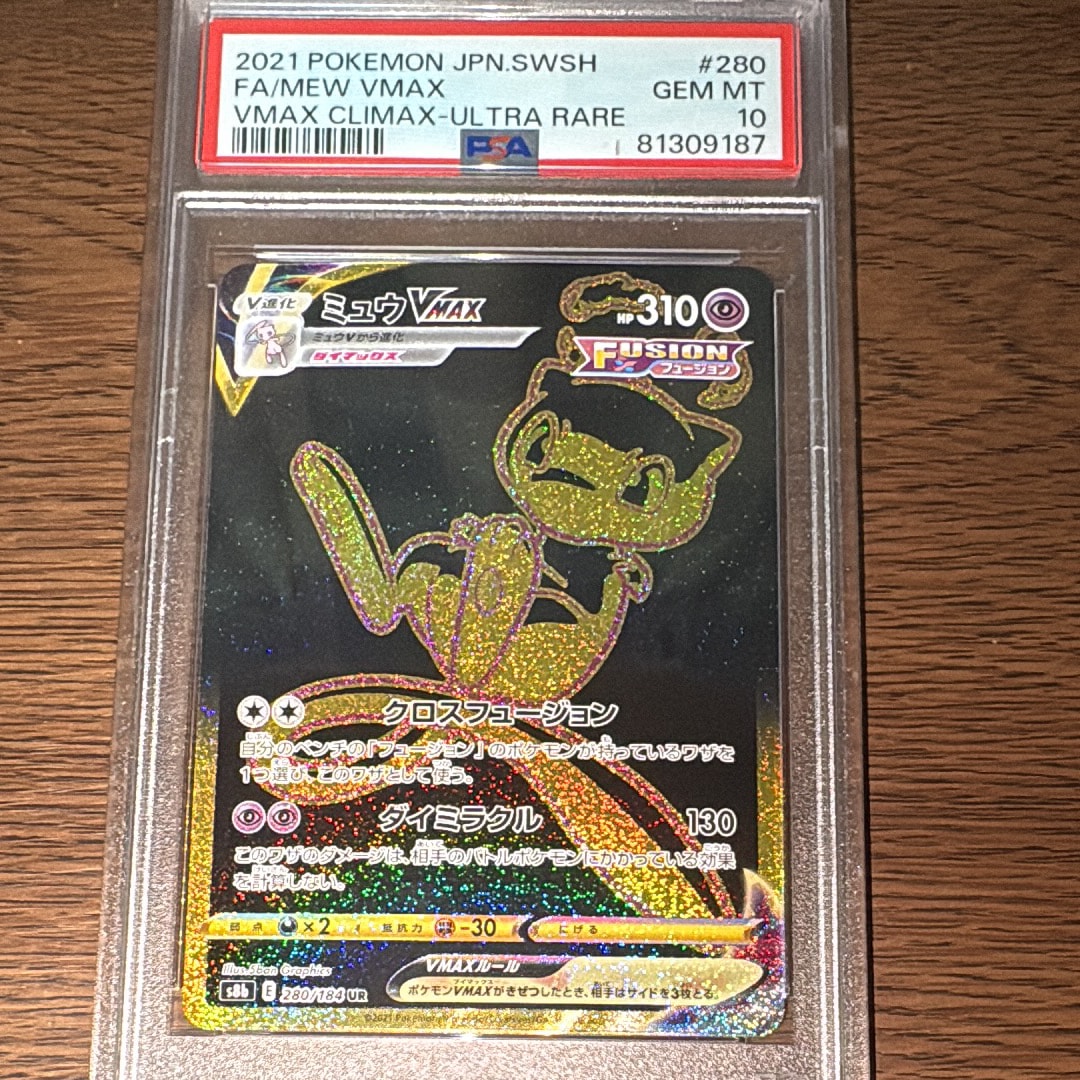 2021 POKEMON JPN.SWSH #280
FA/MEW VMAX GEM MT
VMAX CLIMAX-ULTRA RARE 10
PSA 81309187
V進化 ミュウVMAX HP310
ミュウVから進化
ダイマックス
FUSION
フュージョン
クロスフュージョン
自分のベンチの「フュージョン」のポケモンが持っているワザを
1つ選び、このワザとして使う。
ダイミラクル 130
このワザのダメージは、相手のバトルポケモンにかかっている効果
を計算しない。
弱点 ×2 抵抗力 -30 にげる
Illus.5ban Graphics
VMAXルール
s8b E 280/184 UR
ポケモンVMAXがきぜつしたとき、相手はサイドを3枚とる。
©2021